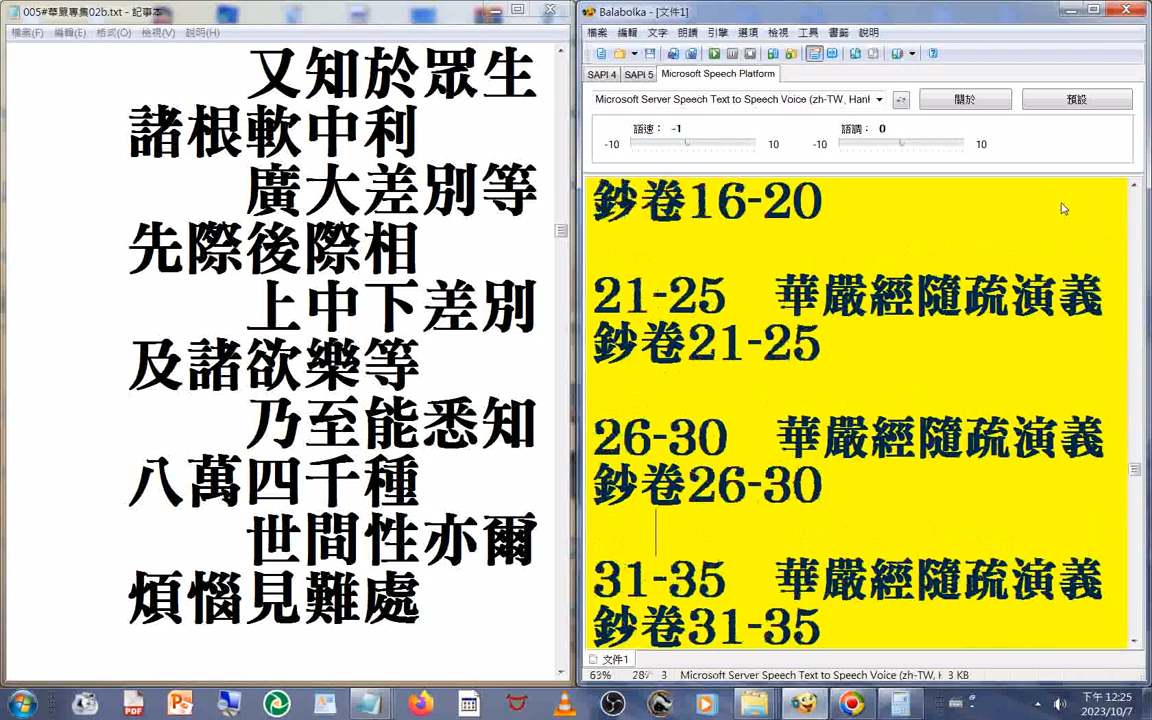 005#華嚴專集02b.txt - 記事本
檔案(F) 編輯(E) 格式(O) 檢視(V) 說明(H)
又知於眾生
諸根軟中利
廣大差別等
先際後際相
上中下差別
及諸欲樂等
乃至能悉知
八萬四千種
世間性亦爾
煩惱見難處
Balabolka - [文件1]
檔案 編輯 文字 朗讀 引擎 選項 檢視 工具 書籤 說明
SAPI 4 SAPI 5 Microsoft Speech Platform
Microsoft Server Speech Text to Speech Voice (zh-TW, Hanl
關於 預設
語速： -1 語調： 0
-10 10 -10 10
鈔卷16-20
21-25 華嚴經隨疏演義
鈔卷21-25
26-30 華嚴經隨疏演義
鈔卷26-30
31-35 華嚴經隨疏演義
鈔卷31-35
文件1
63% 3 Microsoft Server Speech Text to Speech Voice (zh-TW, H 3 KB
PDF
下午 12:25
2023/10/7